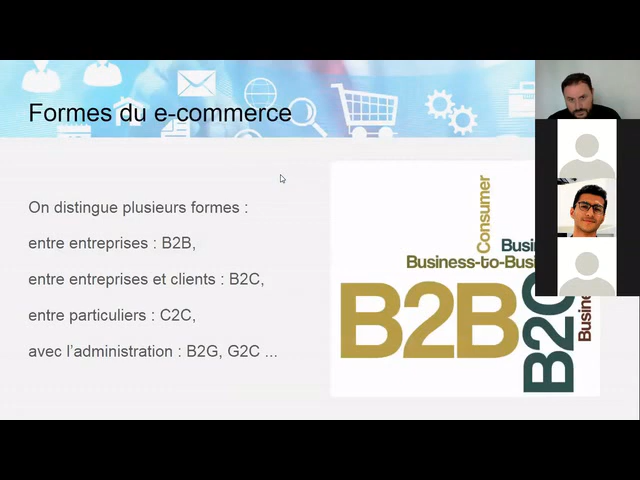 Formes du e-commerce
On distingue plusieurs formes :
entre entreprises : B2B,
entre entreprises et clients : B2C,
entre particuliers : C2C,
avec l'administration : B2G, G2C ...
Consumer
Business-to-Busi
B2B